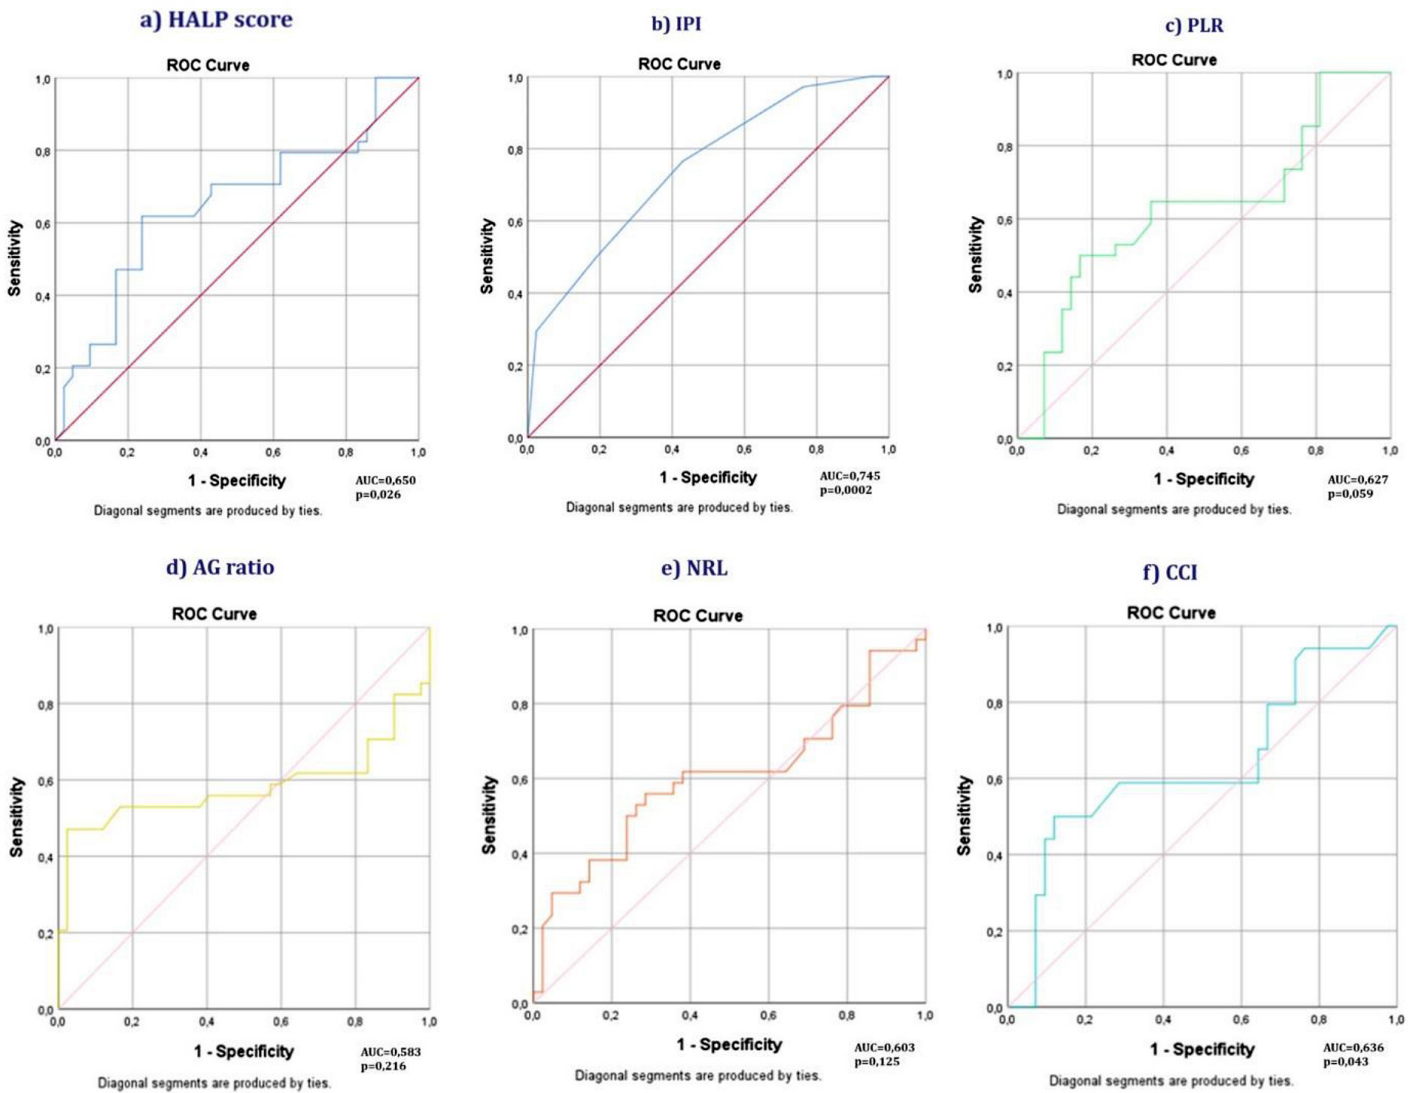 a) HALP score
ROC Curve
1,0
0,8
0,6
0,4
0,2
0,0
Sensitivity
0,0 0,2 0,4 0,6 0,8 1,0
1 - Specificity
AUC=0,650
p=0,026
Diagonal segments are produced by ties.
b) IPI
ROC Curve
1,0
0,8
0,6
0,4
0,2
0,0
Sensitivity
0,0 0,2 0,4 0,6 0,8 1,0
1 - Specificity
AUC=0,745
p=0,0002
Diagonal segments are produced by ties.
c) PLR
ROC Curve
1,0
0,8
0,6
0,4
0,2
0,0
Sensitivity
0,0 0,2 0,4 0,6 0,8 1,0
1 - Specificity
AUC=0,627
p=0,059
Diagonal segments are produced by ties.
d) AG ratio
ROC Curve
1,0
0,8
0,6
0,4
0,2
0,0
Sensitivity
0,0 0,2 0,4 0,6 0,8 1,0
1 - Specificity
AUC=0,583
p=0,216
Diagonal segments are produced by ties.
e) NRL
ROC Curve
1,0
0,8
0,6
0,4
0,2
0,0
Sensitivity
0,0 0,2 0,4 0,6 0,8 1,0
1 - Specificity
AUC=0,603
p=0,125
Diagonal segments are produced by ties.
f) CCI
ROC Curve
1,0
0,8
0,6
0,4
0,2
0,0
Sensitivity
0,0 0,2 0,4 0,6 0,8 1,0
1 - Specificity
AUC=0,636
p=0,043
Diagonal segments are produced by ties.